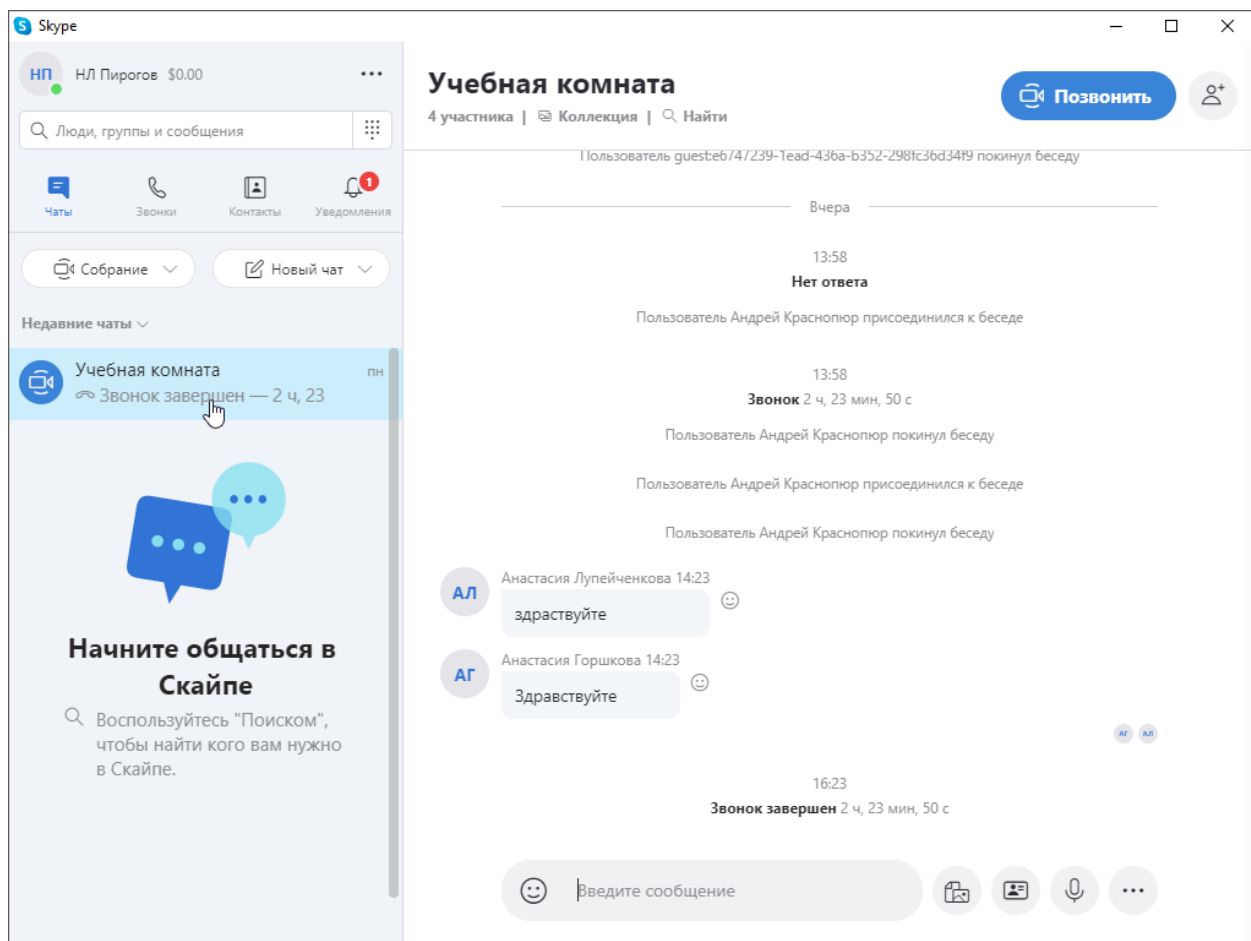 Skype
НП НЛ Пирогов $0.00
Люди, группы и сообщения
1
Чаты Звонки Контакты Уведомления
Собрание Новый чат
Недавние чаты
Учебная комната пн
Звонок завершен — 2 ч, 23
Начните общаться в
Скайпе
Воспользуйтесь "Поиском",
чтобы найти кого вам нужно
в Скайпе.
Учебная комната
4 участника | Коллекция | Найти
Позвонить
Пользователь guest:e6747239-1ead-436a-b352-298fc36d34f9 покинул беседу
Вчера
13:58
Нет ответа
Пользователь Андрей Краснопюр присоединился к беседе
13:58
Звонок 2 ч, 23 мин, 50 с
Пользователь Андрей Краснопюр покинул беседу
Пользователь Андрей Краснопюр присоединился к беседе
Пользователь Андрей Краснопюр покинул беседу
Анастасия Лупейченкова 14:23
АЛ
здраствуйте
Анастасия Горшкова 14:23
АГ
Здравствуйте
АГ АЛ
16:23
Звонок завершен 2 ч, 23 мин, 50 с
Введите сообщение